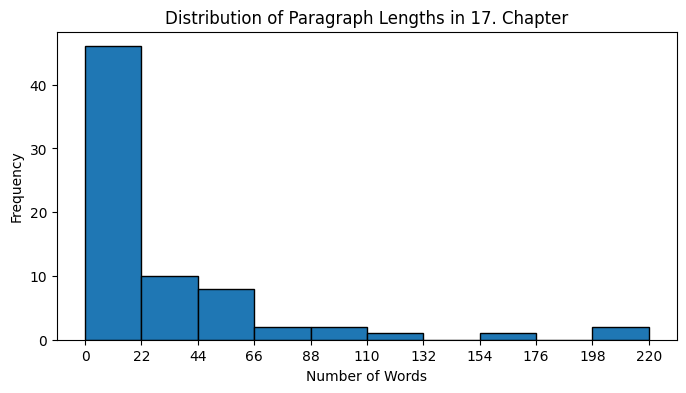 Distribution of Paragraph Lengths in 17. Chapter
Frequency
40
30
20
10
0
0 22 44 66 88 110 132 154 176 198 220
Number of Words